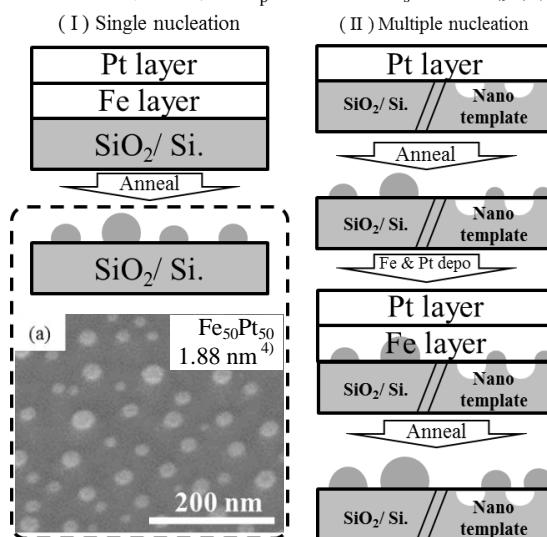 ( I ) Single nucleation
Pt layer
Fe layer
SiO2/ Si.
Anneal
SiO2/ Si.
(a)
Fe50Pt50
1.88 nm 4)
200 nm
( II ) Multiple nucleation
Pt layer
SiO2/ Si.
Nano
template
Anneal
SiO2/ Si.
Nano
template
Fe & Pt depo
Pt layer
Fe layer
SiO2/ Si.
Nano
template
Anneal
SiO2/ Si.
Nano
template